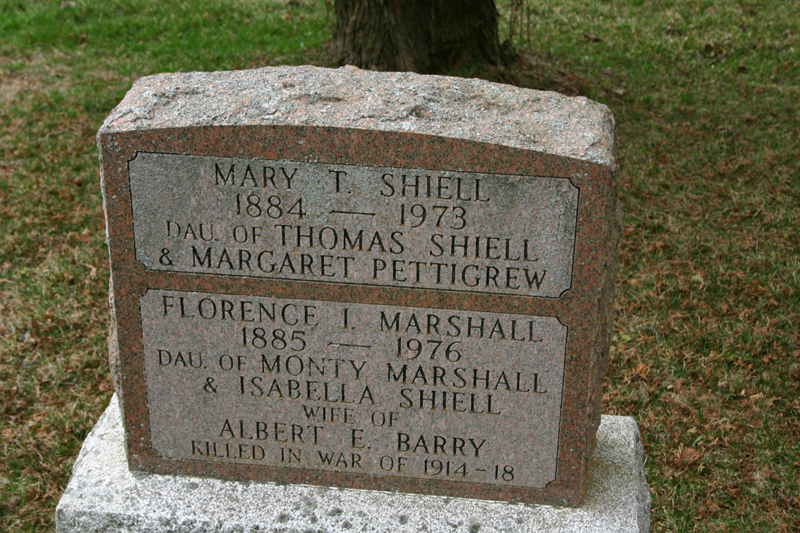 MARY T. SHIELL
1884 — 1973
DAU. OF THOMAS SHIELL
& MARGARET PETTIGREW
FLORENCE I. MARSHALL
1885 — 1976
DAU. OF MONTY MARSHALL
& ISABELLA SHIELL
WIFE OF
ALBERT E. BARRY
KILLED IN WAR OF 1914-18